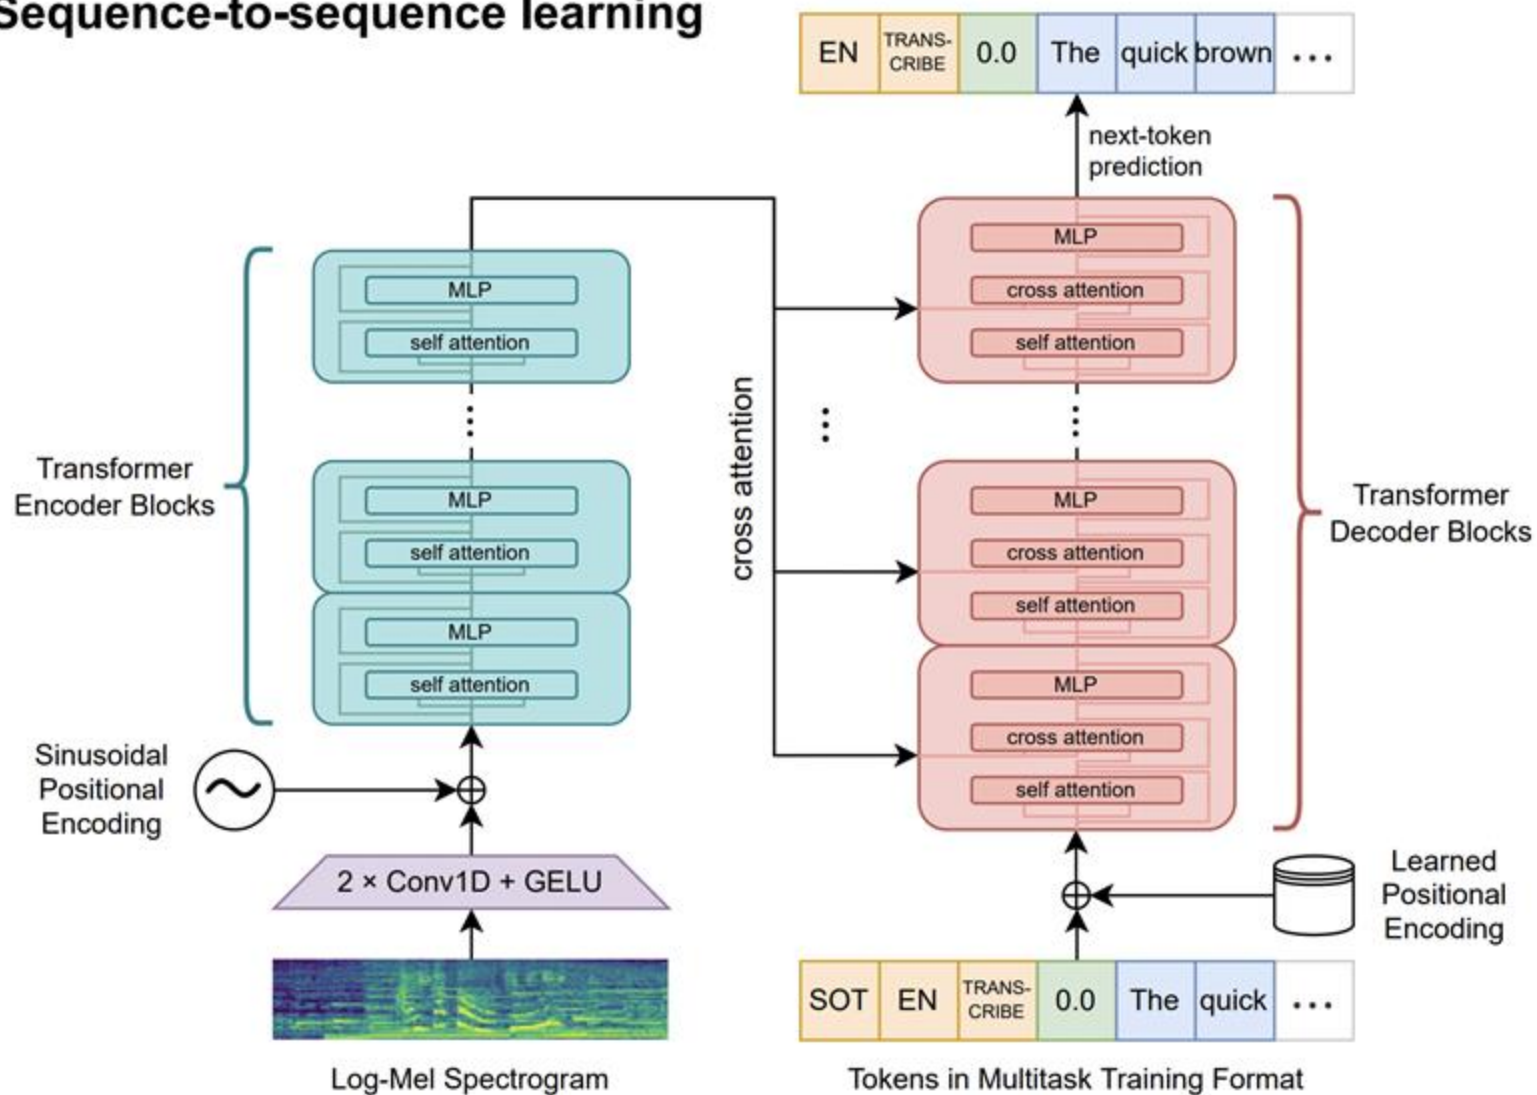 Sequence-to-sequence learning
EN TRANS-CRIBE 0.0 The quick brown ...
next-token
prediction
MLP
self attention
MLP
self attention
MLP
self attention
Transformer
Encoder Blocks
cross attention
MLP
cross attention
self attention
MLP
cross attention
self attention
MLP
cross attention
self attention
Transformer
Decoder Blocks
Sinusoidal
Positional
Encoding
2 × Conv1D + GELU
Log-Mel Spectrogram
Learned
Positional
Encoding
SOT EN TRANS-CRIBE 0.0 The quick ...
Tokens in Multitask Training Format